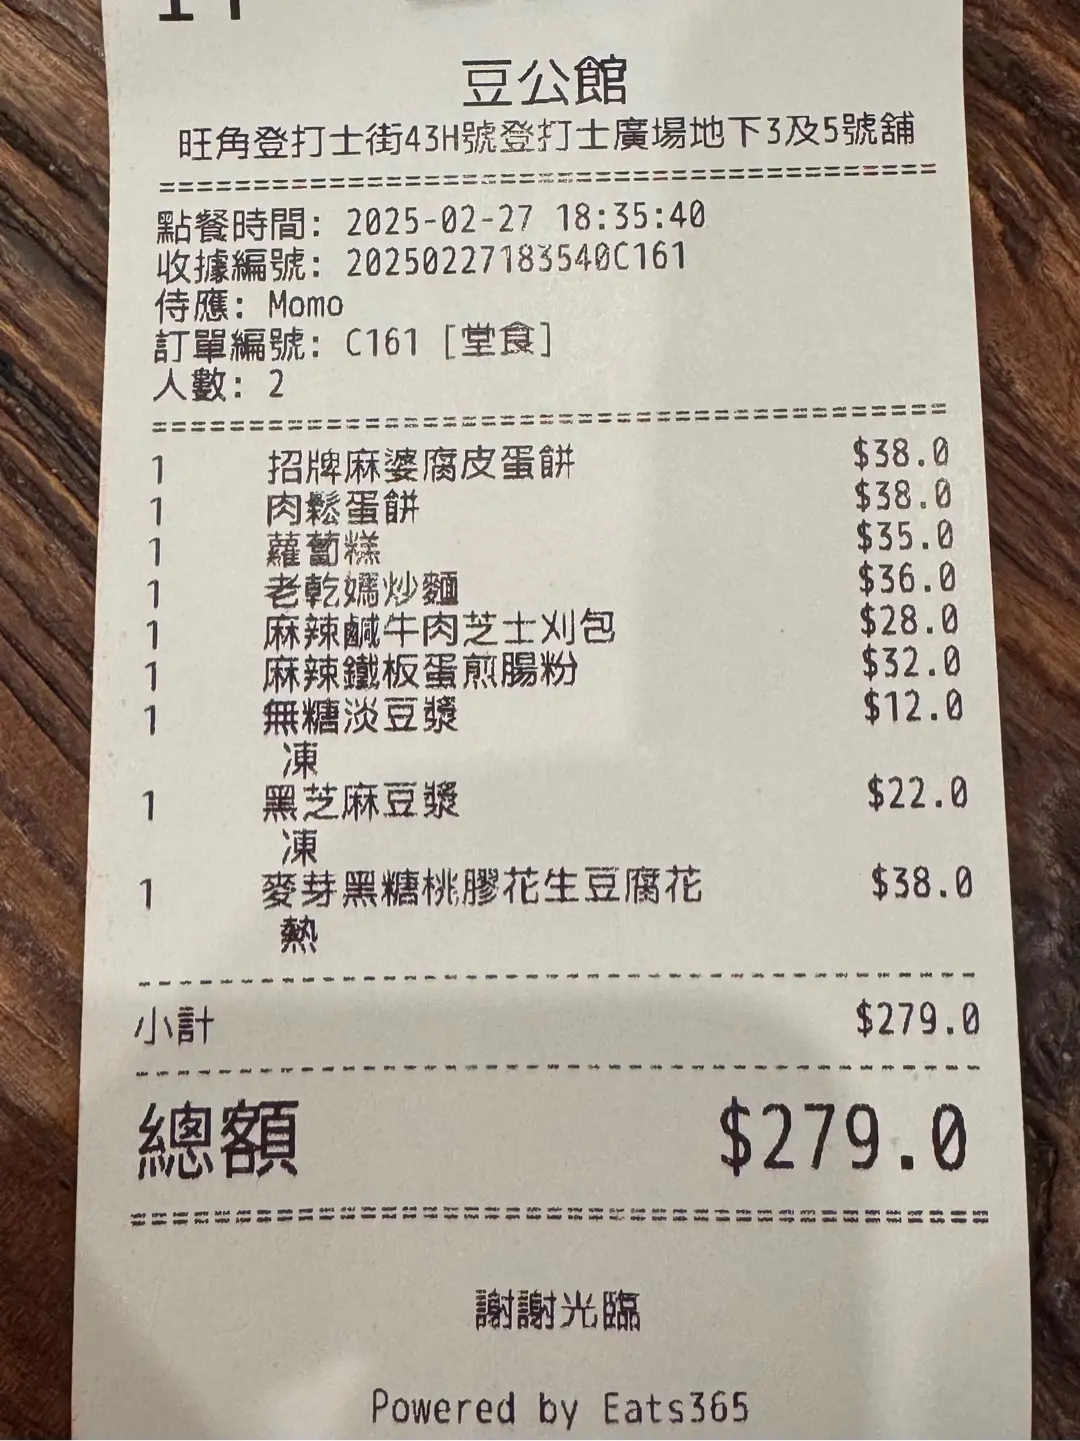 豆公館
旺角登打士街43H號登打士廣場地下3及5號舖
點餐時間: 2025-02-27 18:35:40
收據編號: 20250227183540C161
侍應: Momo
訂單編號: C161 [堂食]
人數: 2
1 招牌麻婆腐皮蛋餅 $38.0
1 肉鬆蛋餅 $38.0
1 蘿蔔糕 $35.0
1 老乾媽炒麵 $36.0
1 麻辣鹹牛肉芝士刈包 $28.0
1 麻辣鐵板蛋煎腸粉 $32.0
1 無糖淡豆漿 $12.0
凍
1 黑芝麻豆漿 $22.0
凍
1 麥芽黑糖桃膠花生豆腐花 $38.0
熱
小計 $279.0
總額 $279.0
謝謝光臨
Powered by Eats365